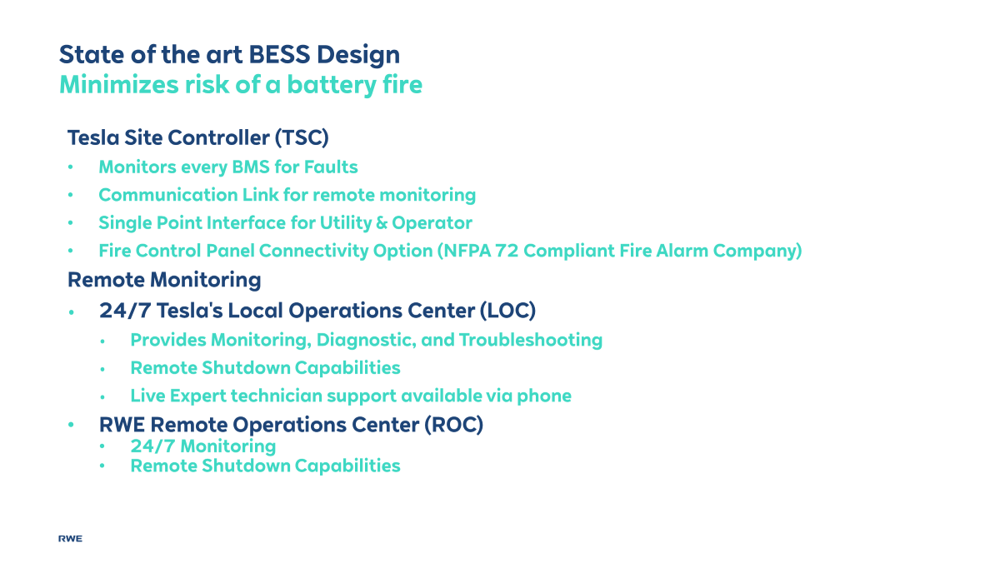 State of the art BESS Design
Minimizes risk of a battery fire
Tesla Site Controller (TSC)
• Monitors every BMS for Faults
• Communication Link for remote monitoring
• Single Point Interface for Utility & Operator
• Fire Control Panel Connectivity Option (NFPA 72 Compliant Fire Alarm Company)
Remote Monitoring
• 24/7 Tesla's Local Operations Center (LOC)
• Provides Monitoring, Diagnostic, and Troubleshooting
• Remote Shutdown Capabilities
• Live Expert technician support available via phone
• RWE Remote Operations Center (ROC)
• 24/7 Monitoring
• Remote Shutdown Capabilities
RWE